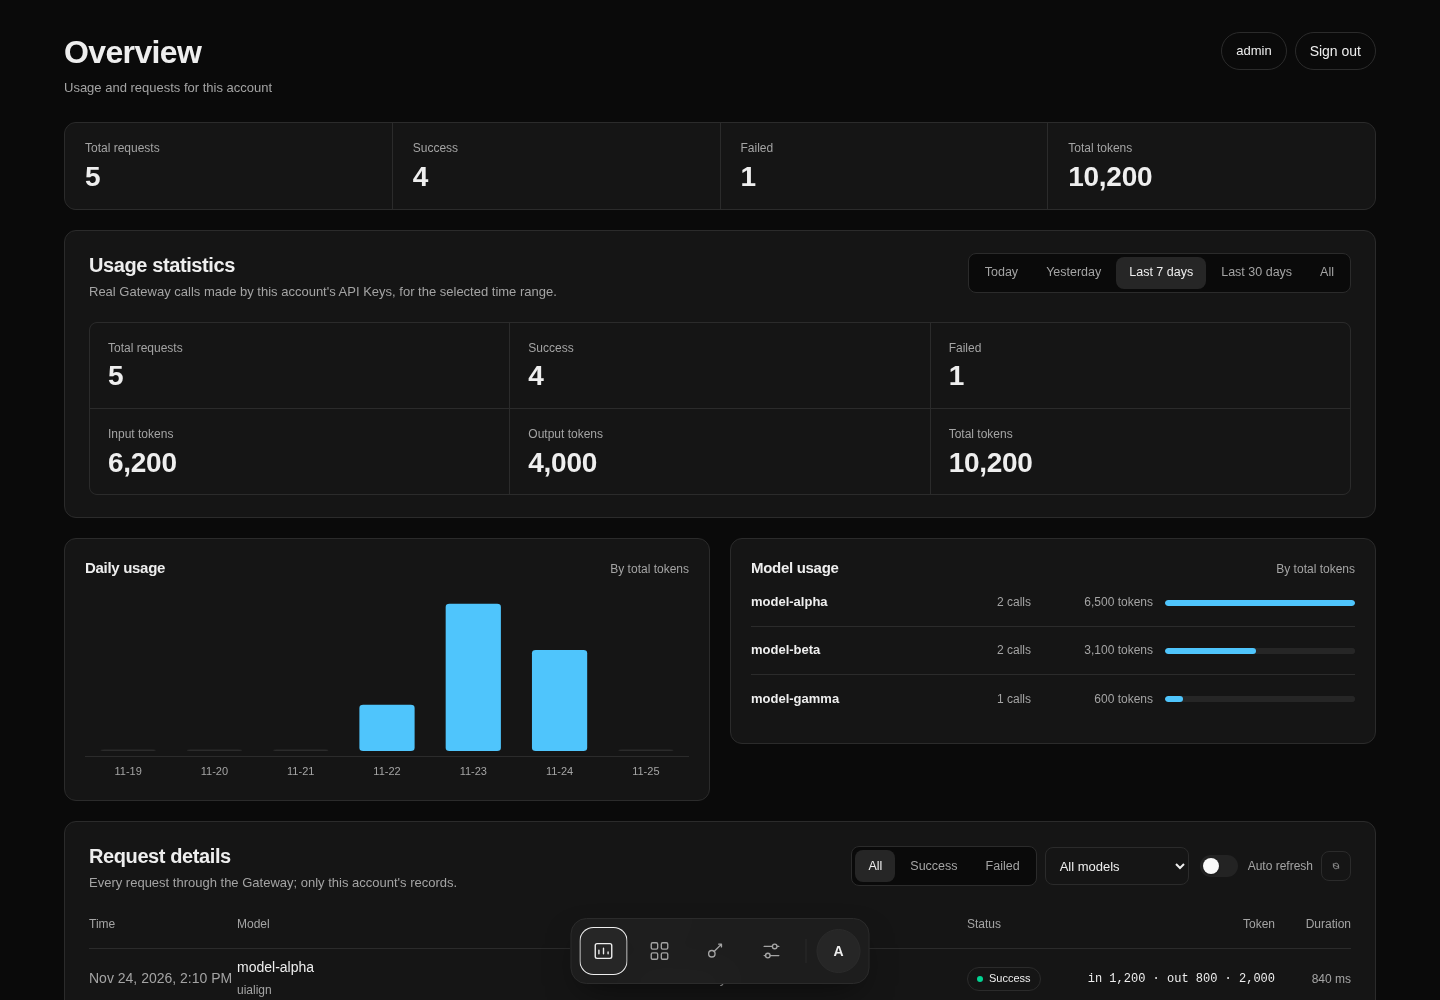 Overview
admin
Sign out
Usage and requests for this account
Total requests
Success
Failed
Total tokens
5
4
1
10,200
Usage statistics
Today
Yesterday
Last 7 days
Last 30 days
All
Real Gateway calls made by this account's API Keys, for the selected time range.
Total requests
Success
Failed
5
4
1
Input tokens
Output tokens
Total tokens
6,200
4,000
10,200
Daily usage
By total tokens
11-19
11-20
11-21
11-22
11-23
11-24
11-25
Model usage
By total tokens
model-alpha
2 calls
6,500 tokens
model-beta
2 calls
3,100 tokens
model-gamma
1 calls
600 tokens
Request details
All
Success
Failed
All models
Auto refresh
Every request through the Gateway; only this account's records.
Time
Model
Status
Token
Duration
Nov 24, 2026, 2:10 PM
model-alpha
uialign
Success
in 1,200 · out 800 · 2,000
840 ms
A